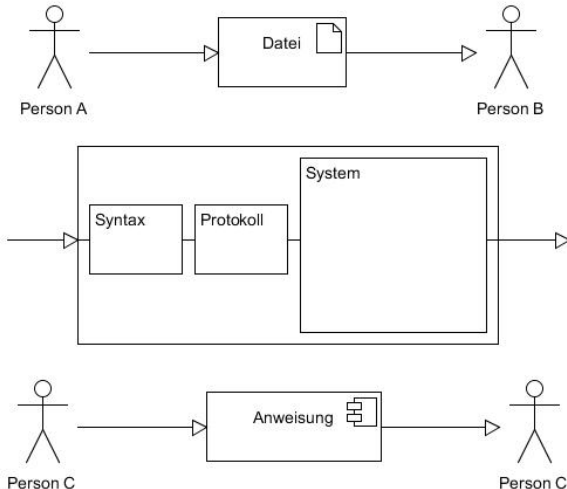 Datei
Person A
Person B
System
Syntax
Protokoll
Anweisung
Person C
Person C